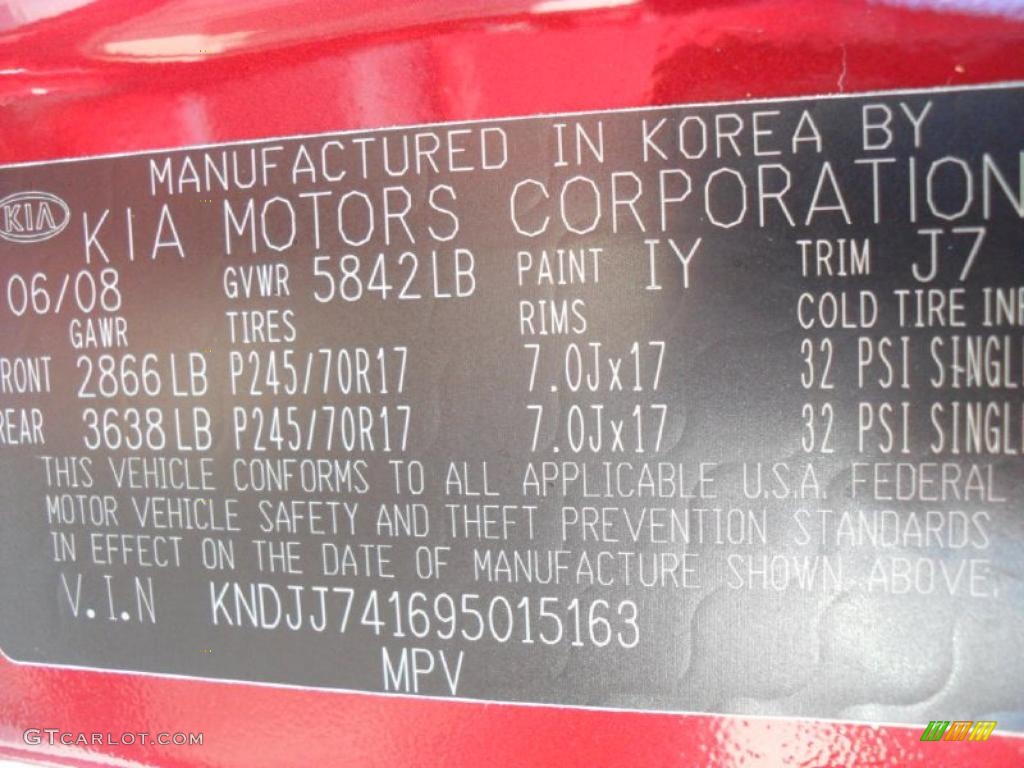 MANUFACTURED IN KOREA BY
KIA KIA MOTORS CORPORATION
06/08 GVWR 5842LB PAINT IY TRIM J7
GAWR TIRES RIMS COLD TIRE INF
RONT 2866LB P245/70R17 7.0Jx17 32 PSI SINGL
REAR 3638LB P245/70R17 7.0Jx17 32 PSI SINGL
THIS VEHICLE CONFORMS TO ALL APPLICABLE U.S.A. FEDERAL
MOTOR VEHICLE SAFETY AND THEFT PREVENTION STANDARDS
IN EFFECT ON THE DATE OF MANUFACTURE SHOWN ABOVE.
V.I.N KNDJJ741695015163
MPV
GTCARLOT.COM